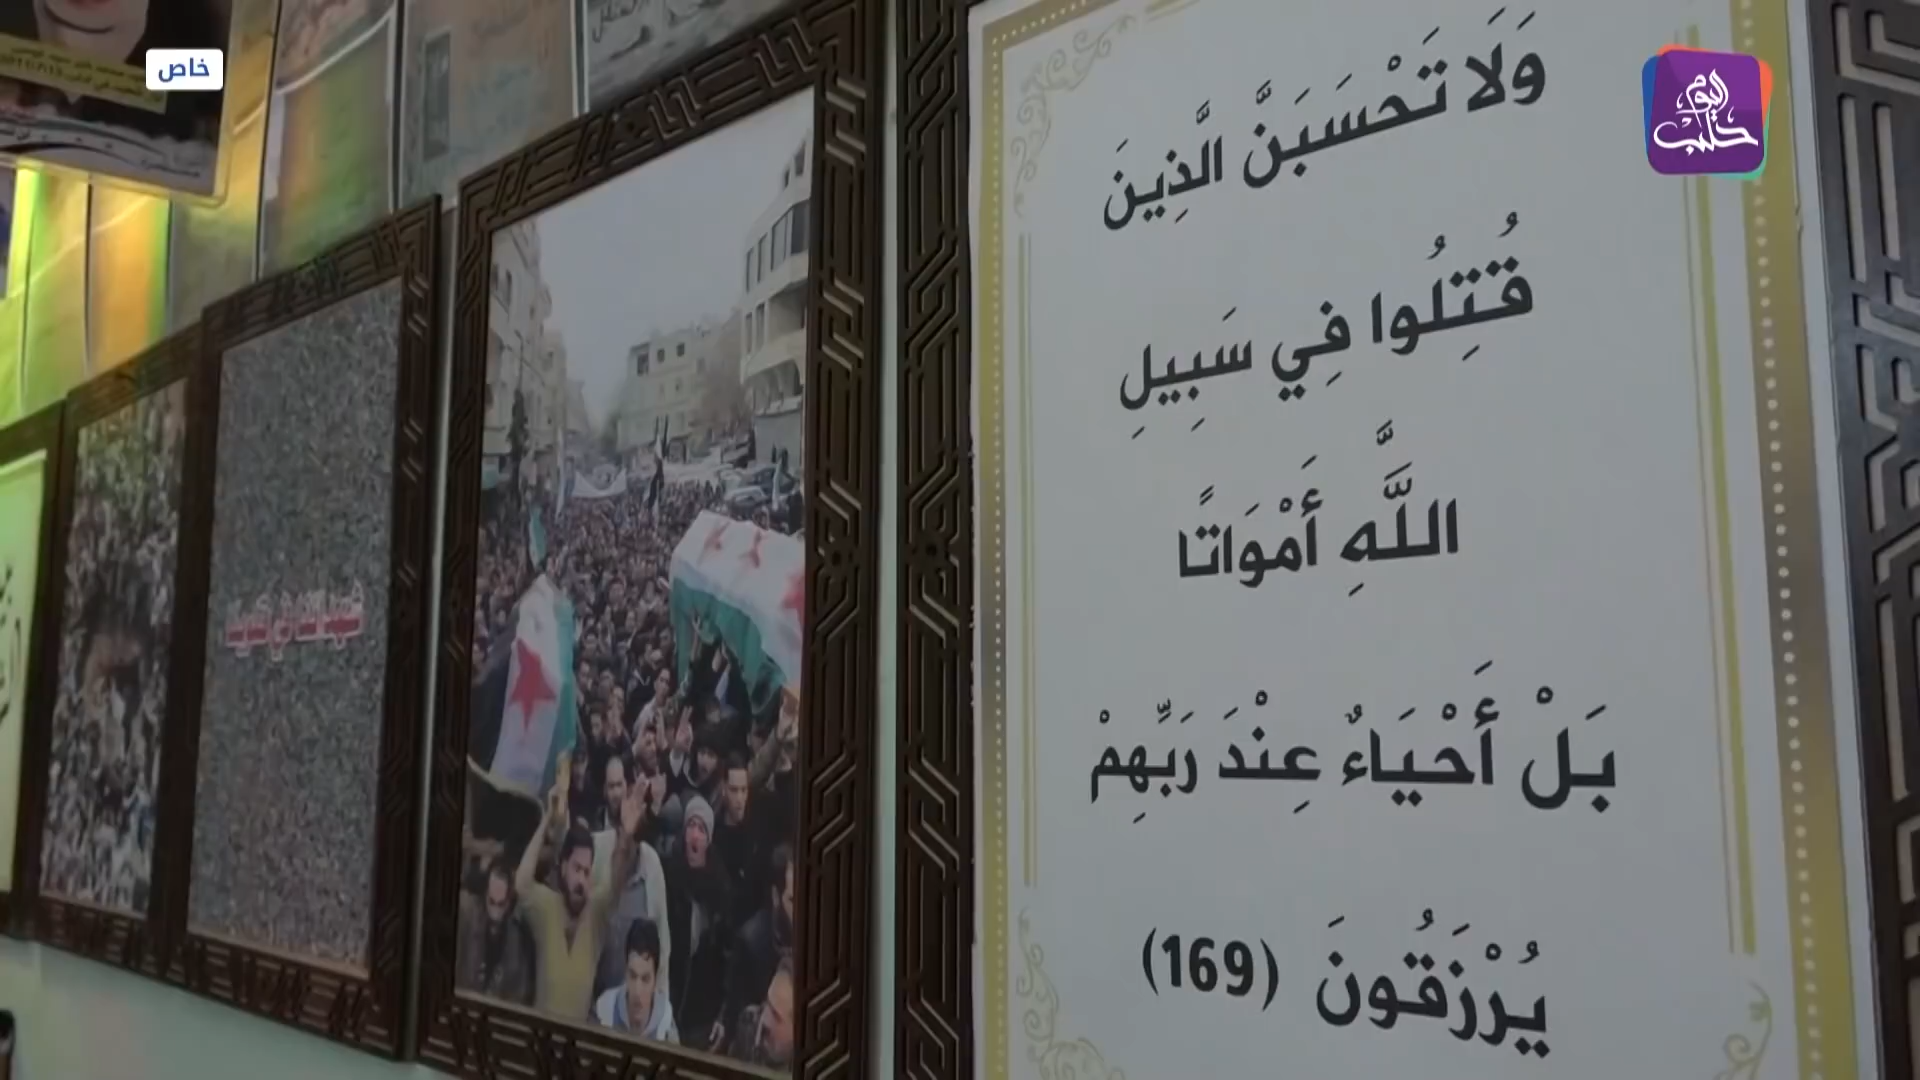 خاص
حلب اليوم
وَلَا تَحْسَبَنَّ الَّذِينَ
قُتِلُوا فِي سَبِيلِ
اللَّهِ أَمْوَاتًا
بَلْ أَحْيَاءٌ عِنْدَ رَبِّهِمْ
يُرْزَقُونَ (169)